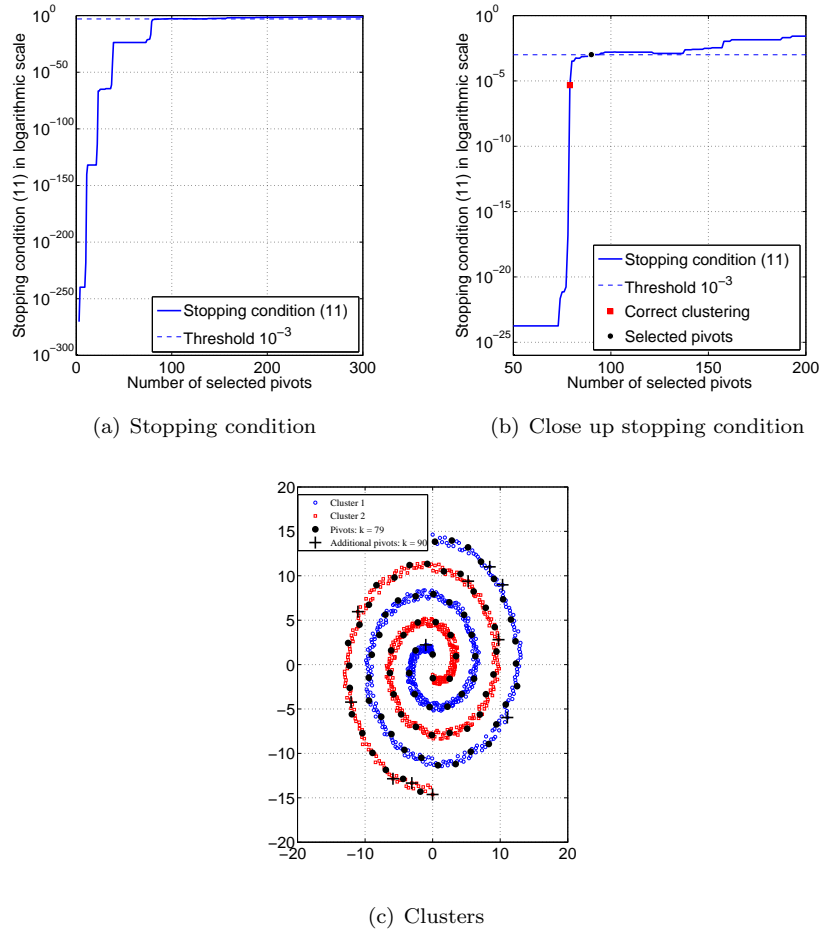 10^0
10^-50
10^-100
10^-150
10^-200
10^-250
10^-300
Stopping condition (11) in logarithmic scale
Stopping condition (11)
Threshold 10^-3
0 100 200 300
Number of selected pivots
(a) Stopping condition
10^0
10^-5
10^-10
10^-15
10^-20
10^-25
Stopping condition (11) in logarithmic scale
Stopping condition (11)
Threshold 10^-3
Correct clustering
Selected pivots
50 100 150 200
Number of selected pivots
(b) Close up stopping condition
20
15
10
5
0
−5
−10
−15
−20
Cluster 1
Cluster 2
Pivots: k = 79
Additional pivots: k = 90
−20 −10 0 10 20
(c) Clusters